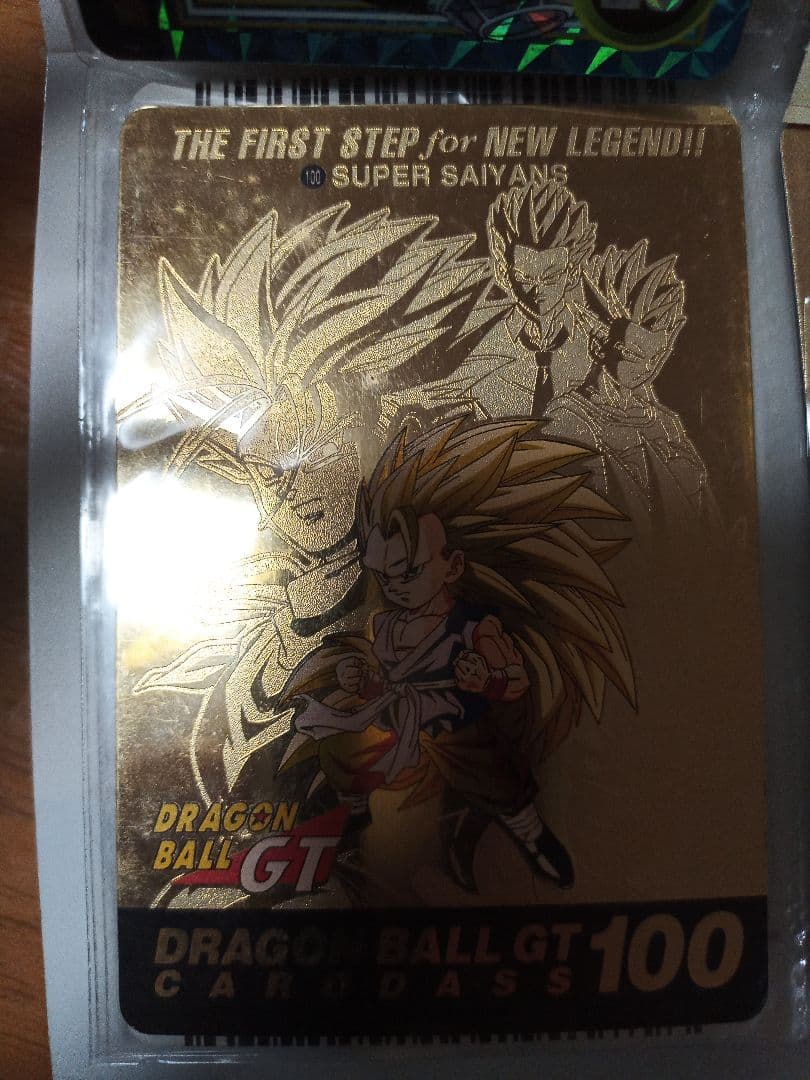 THE FIRST STEP for NEW LEGEND!!
100 SUPER SAIYANS
DRAGON
BALL GT
DRAGON BALL GT 100
CARDDASS